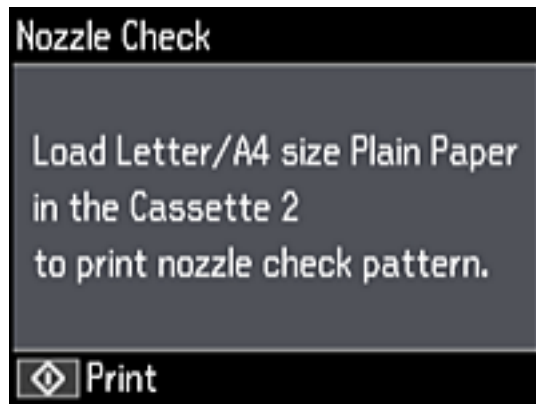 Nozzle Check
Load Letter/A4 size Plain Paper
in the Cassette 2
to print nozzle check pattern.
Print